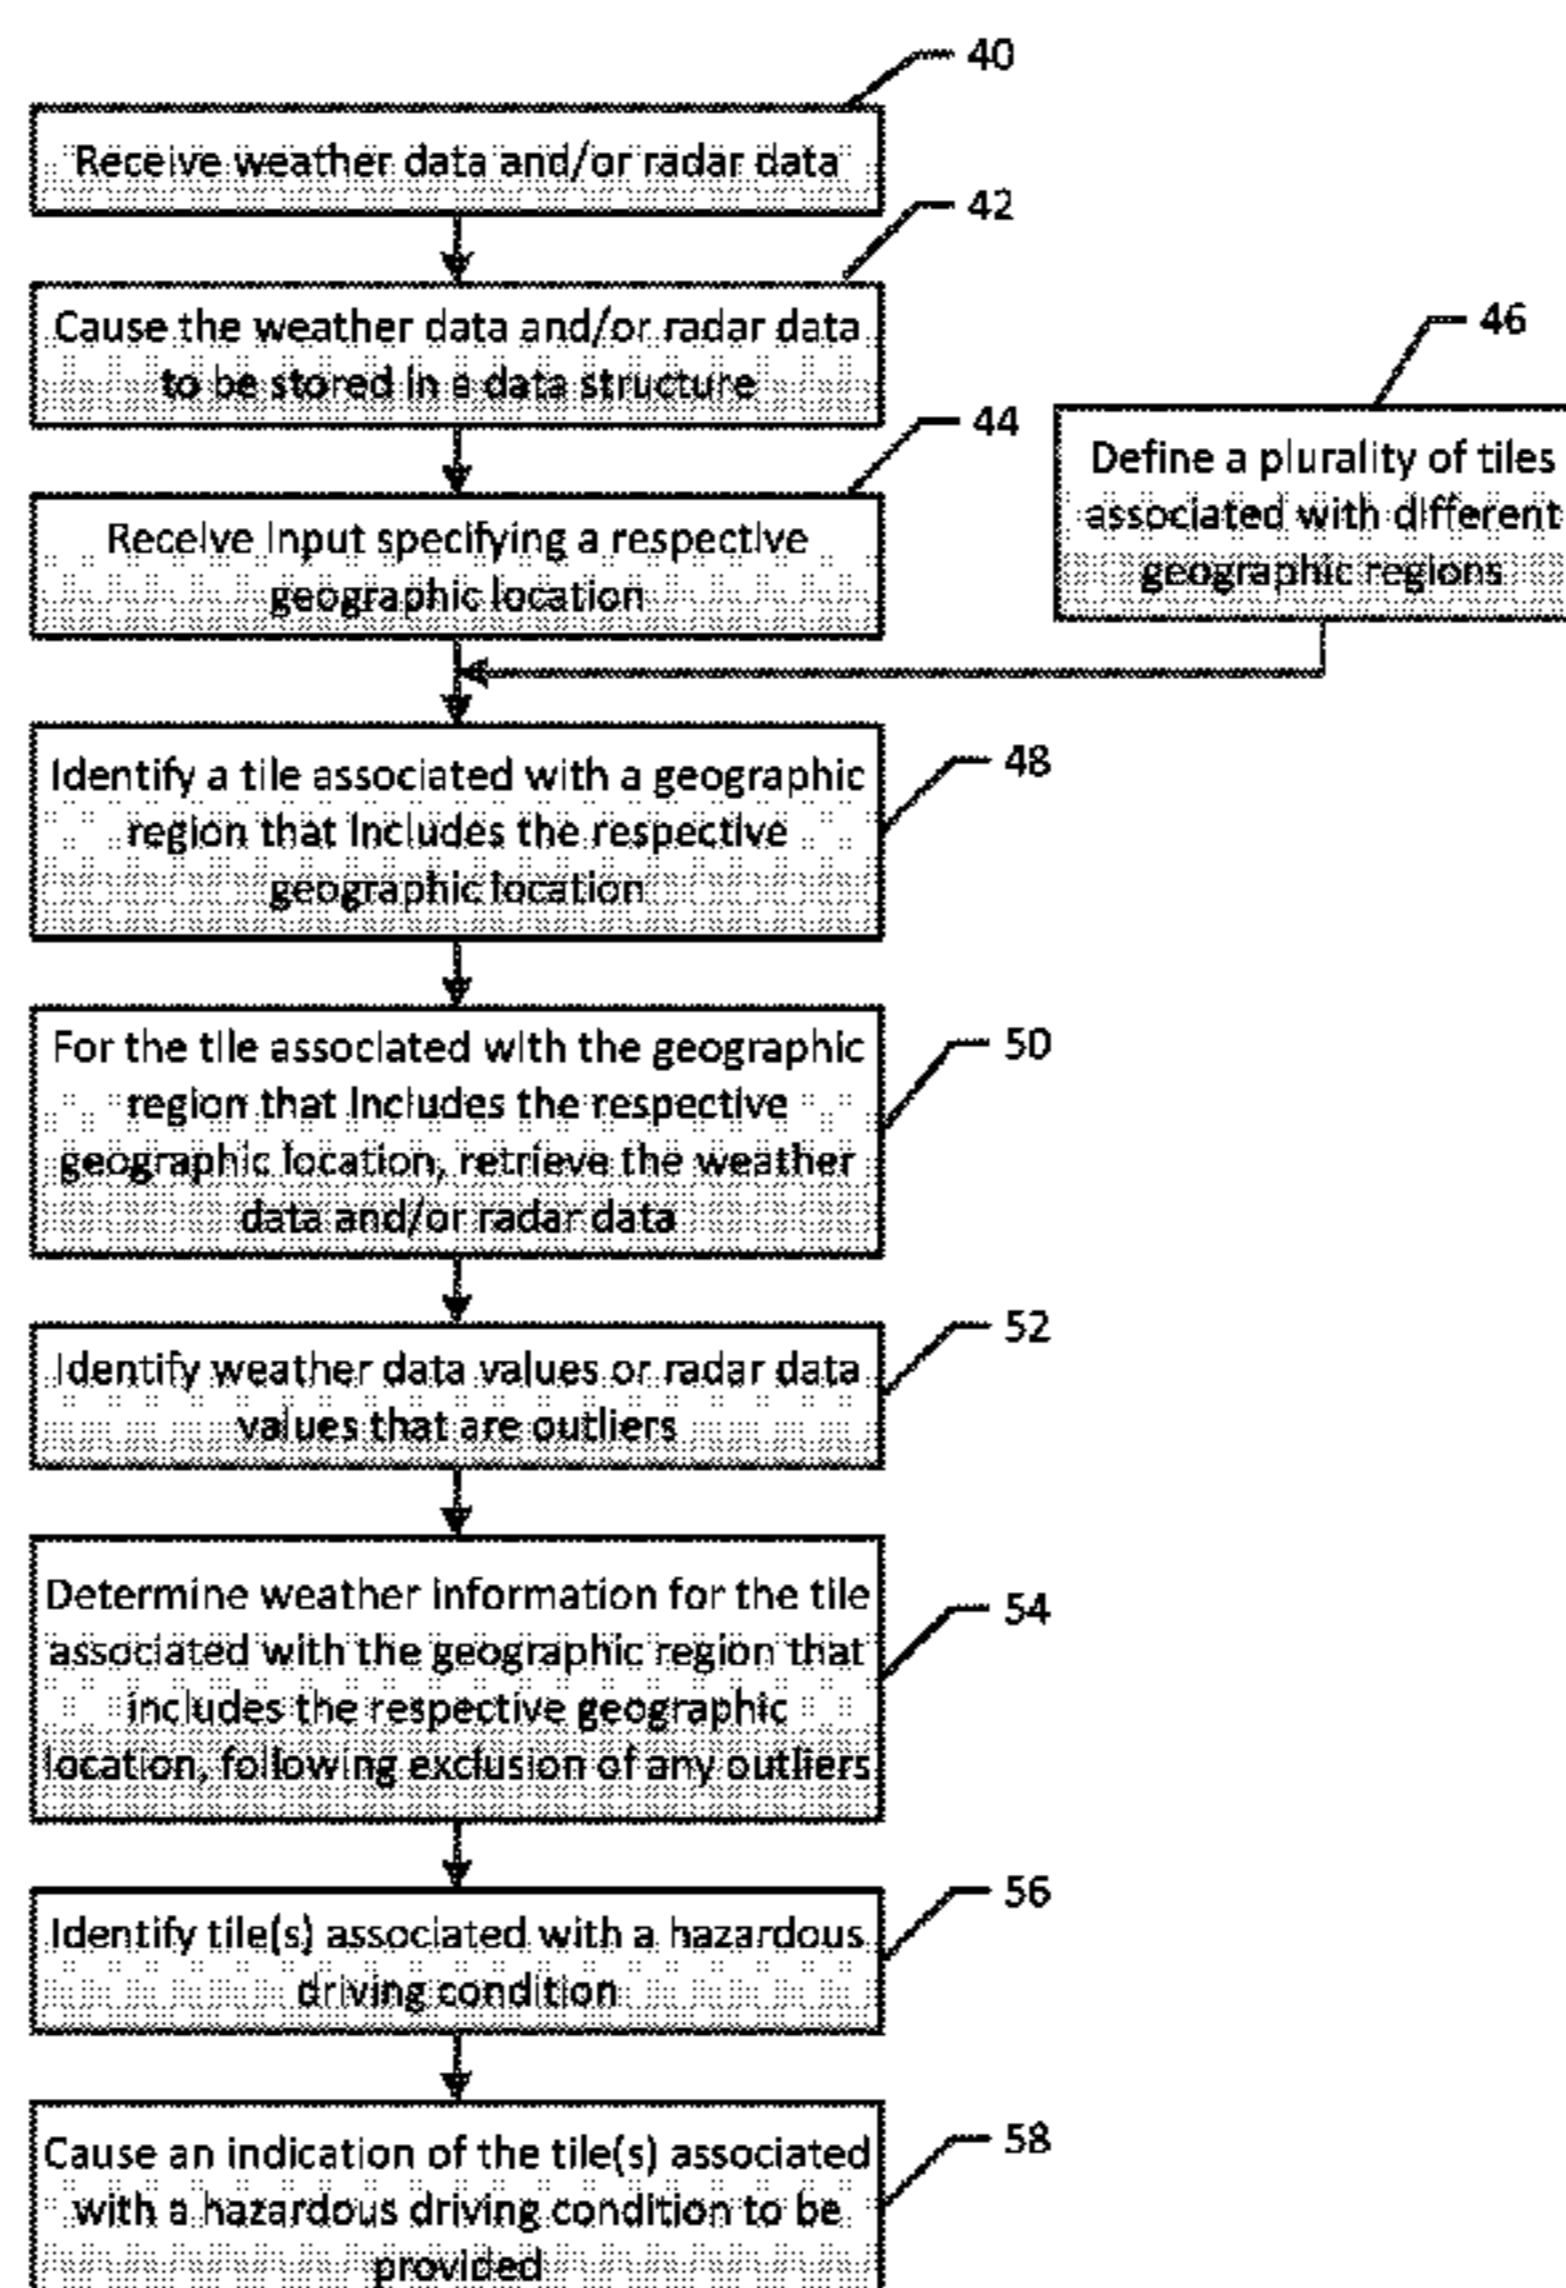 40
Receive weather data and/or radar data
42
Cause the weather data and/or radar data
to be stored in a data structure
44
Receive input specifying a respective
geographic location
46
Define a plurality of tiles
associated with different
geographic regions
48
Identify a tile associated with a geographic
region that includes the respective
geographic location
50
For the tile associated with the geographic
region that includes the respective
geographic location, retrieve the weather
data and/or radar data
52
Identify weather data values or radar data
values that are outliers
54
Determine weather information for the tile
associated with the geographic region that
includes the respective geographic
location, following exclusion of any outliers
56
Identify tile(s) associated with a hazardous
driving condition
58
Cause an indication of the tile(s) associated
with a hazardous driving condition to be
provided